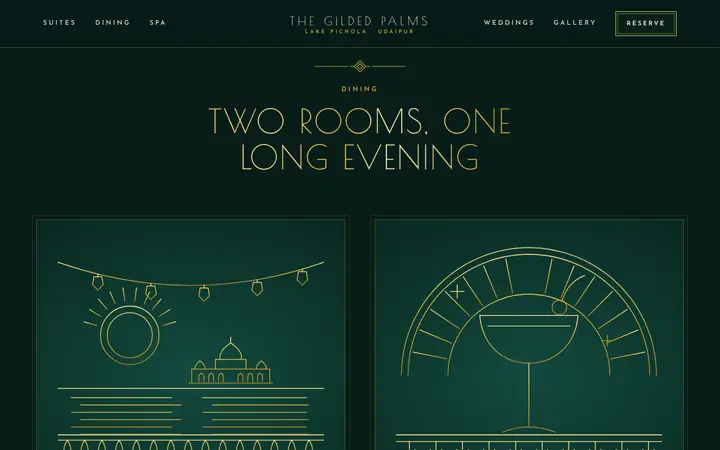 SUITES DINING SPA
THE GILDED PALMS
LAKE PICHOLA UDAIPUR
WEDDINGS GALLERY RESERVE
DINING
TWO ROOMS, ONE
LONG EVENING